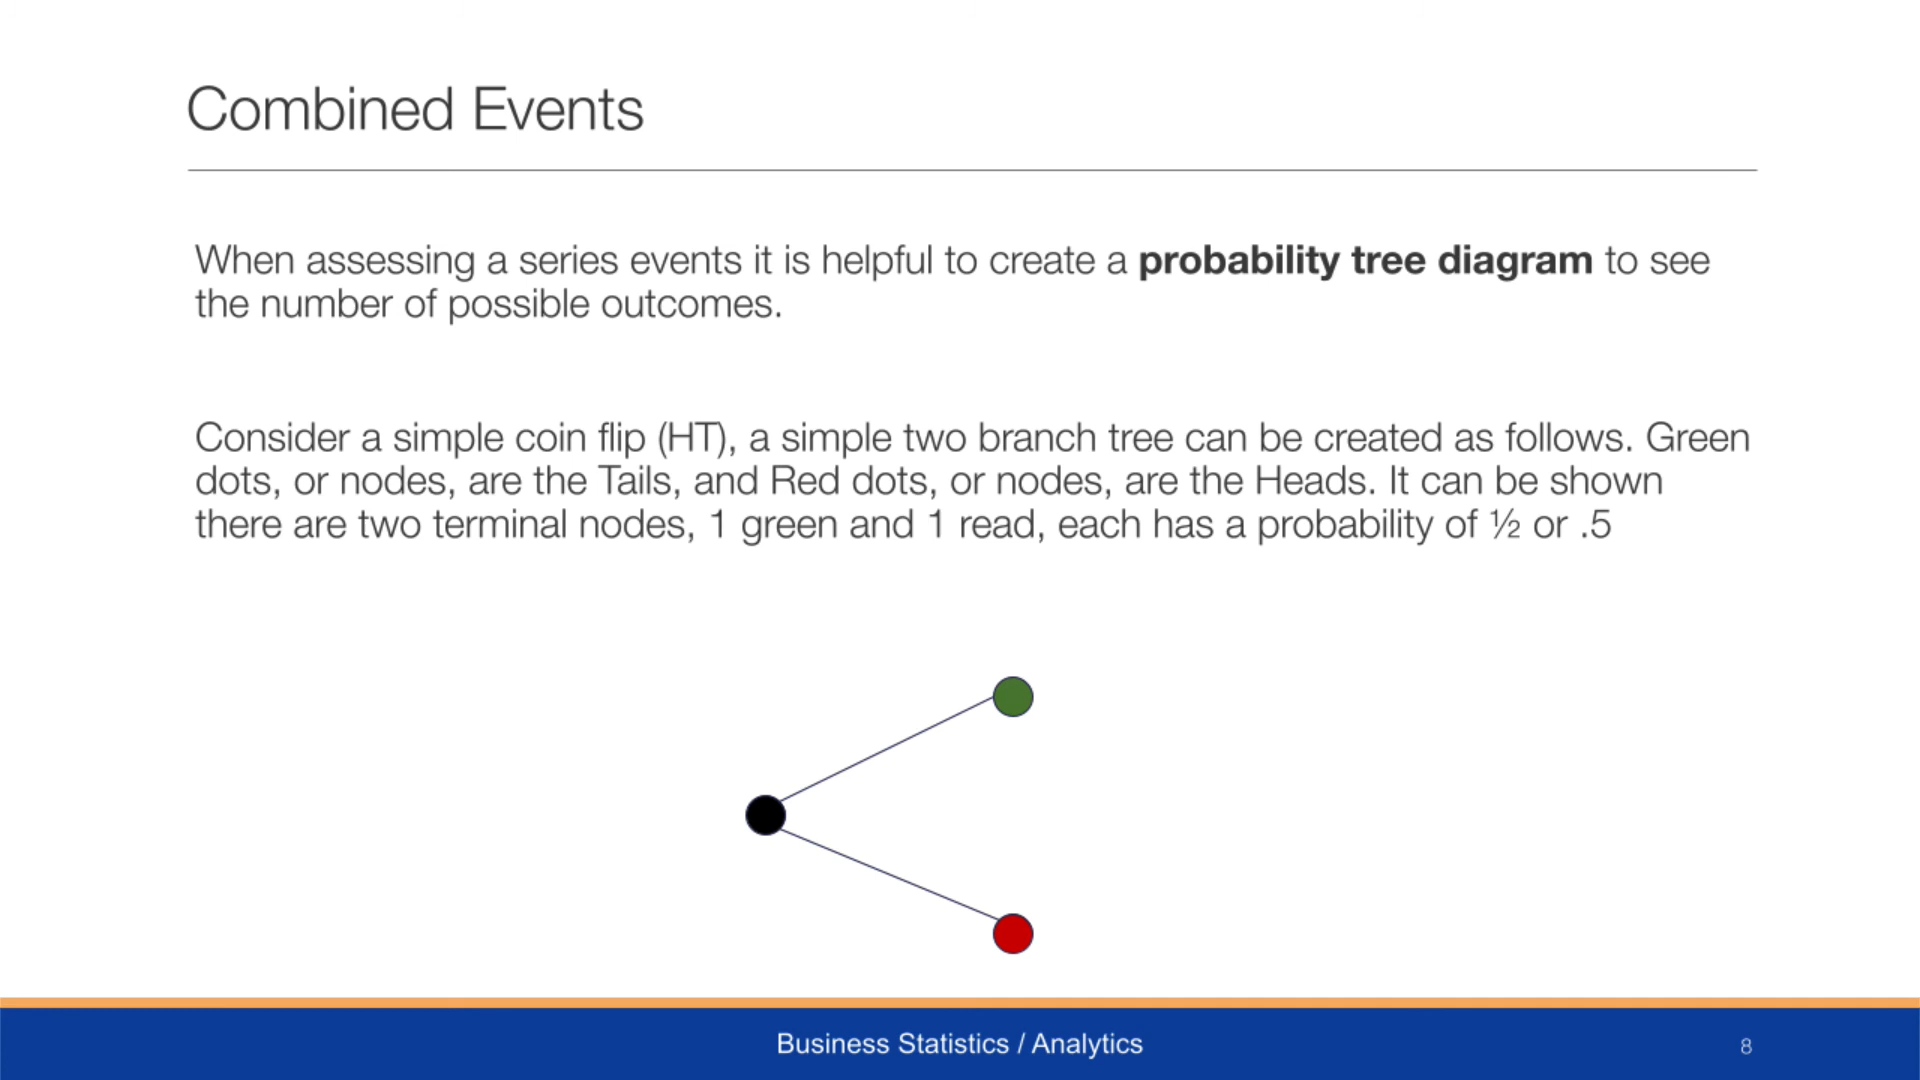 Combined Events
When assessing a series events it is helpful to create a probability tree diagram to see
the number of possible outcomes.
Consider a simple coin flip (HT), a simple two branch tree can be created as follows. Green
dots, or nodes, are the Tails, and Red dots, or nodes, are the Heads. It can be shown
there are two terminal nodes, 1 green and 1 read, each has a probability of ½ or .5
Business Statistics / Analytics
8